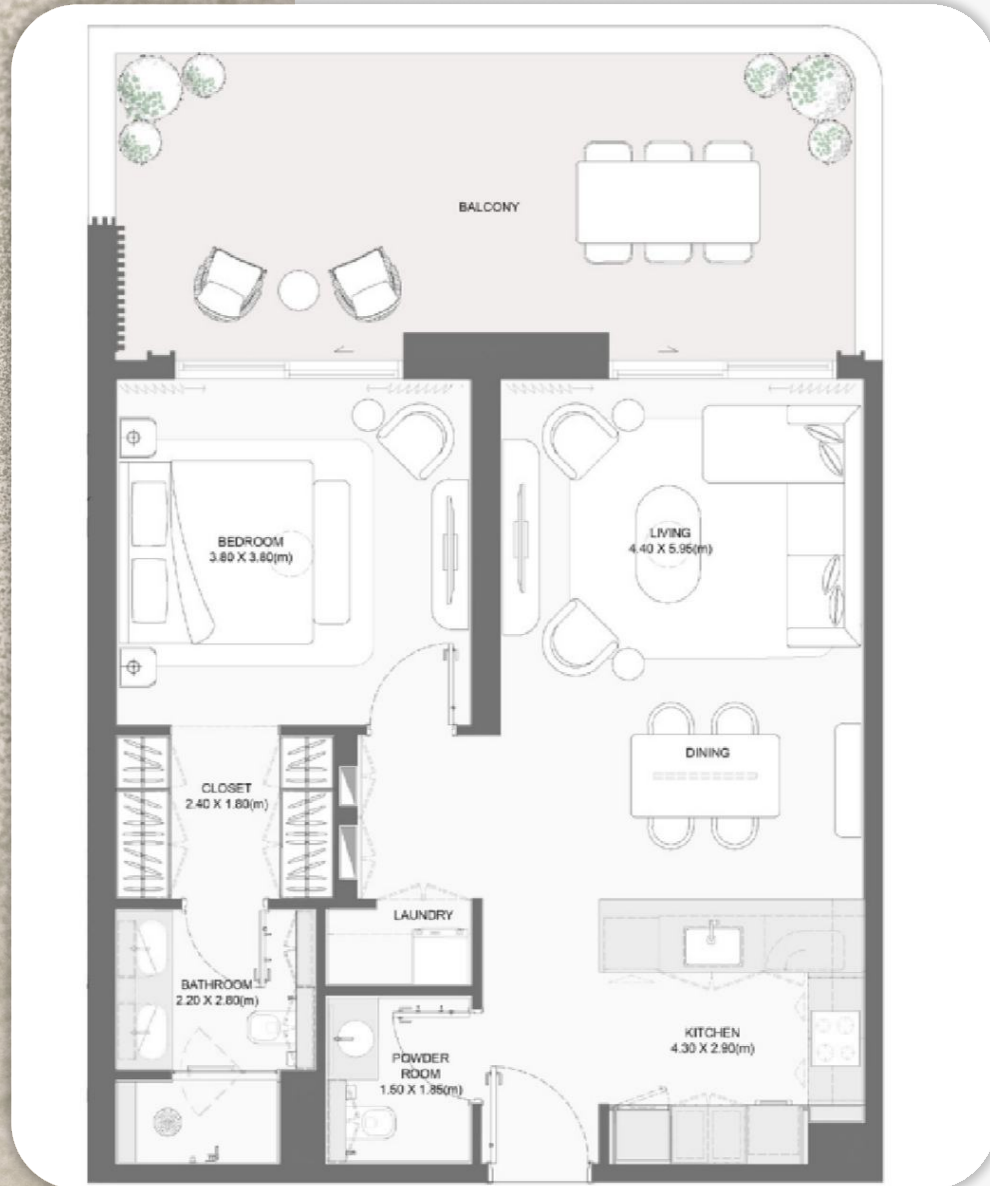 BALCONY
BEDROOM
3.80 X 3.80(m)
LIVING
4.40 X 5.95(m)
DINING
CLOSET
2.40 X 1.80(m)
LAUNDRY
BATHROOM
2.20 X 2.80(m)
POWDER
ROOM
1.50 X 1.85(m)
KITCHEN
4.30 X 2.90(m)